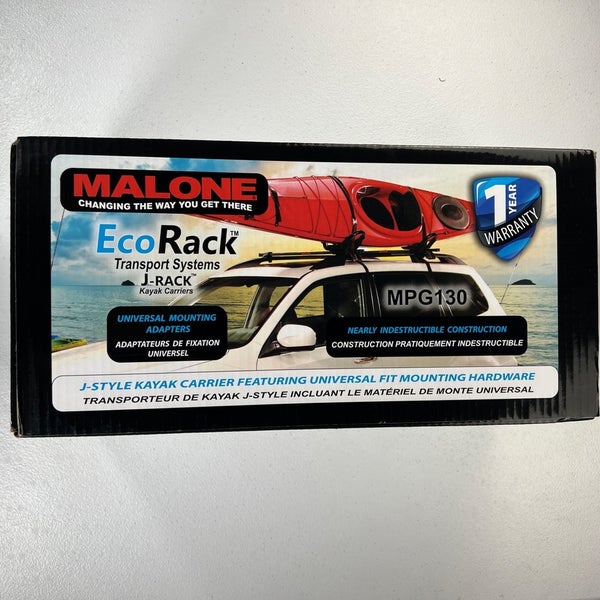 MALONE
CHANGING THE WAY YOU GET THERE
EcoRack™
Transport Systems
J-RACK™
Kayak Carriers
1 YEAR
WARRANTY
MPG130
UNIVERSAL MOUNTING
ADAPTERS
ADAPTATEURS DE FIXATION
UNIVERSEL
NEARLY INDESTRUCTIBLE CONSTRUCTION
CONSTRUCTION PRATIQUEMENT INDESTRUCTIBLE
J-STYLE KAYAK CARRIER FEATURING UNIVERSAL FIT MOUNTING HARDWARE
TRANSPORTEUR DE KAYAK J-STYLE INCLUANT LE MATÉRIEL DE MONTE UNIVERSAL